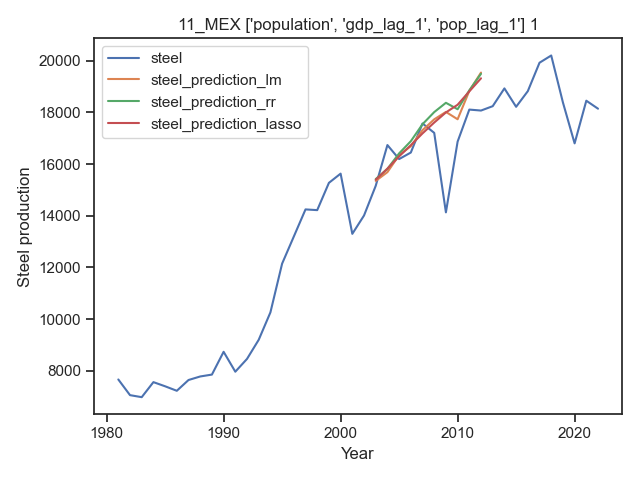 11_MEX ['population', 'gdp_lag_1', 'pop_lag_1'] 1
steel
steel_prediction_lm
steel_prediction_rr
steel_prediction_lasso
Steel production
20000
18000
16000
14000
12000
10000
8000
1980
1990
2000
2010
2020
Year